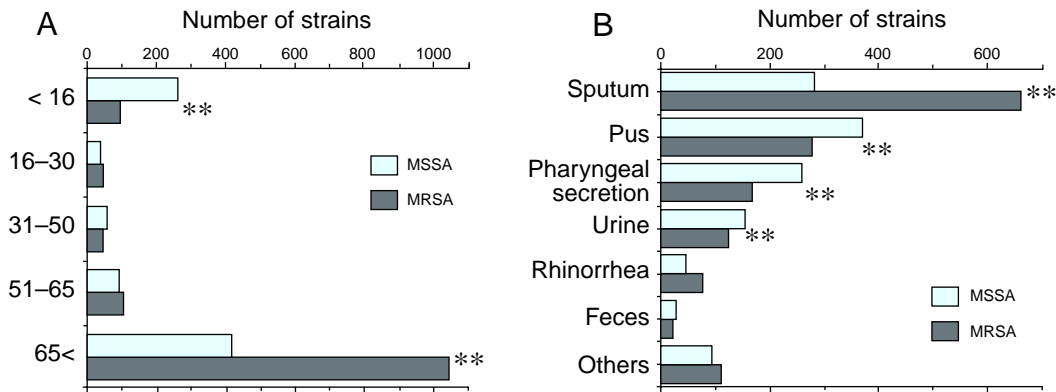 A
Number of strains
0 200 400 600 800 1000
< 16
**
16–30
31–50
51–65
65<
**
MSSA
MRSA
B
Number of strains
0 200 400 600
Sputum
**
Pus
**
Pharyngeal
secretion
**
Urine
**
Rhinorrhea
Feces
Others
MSSA
MRSA